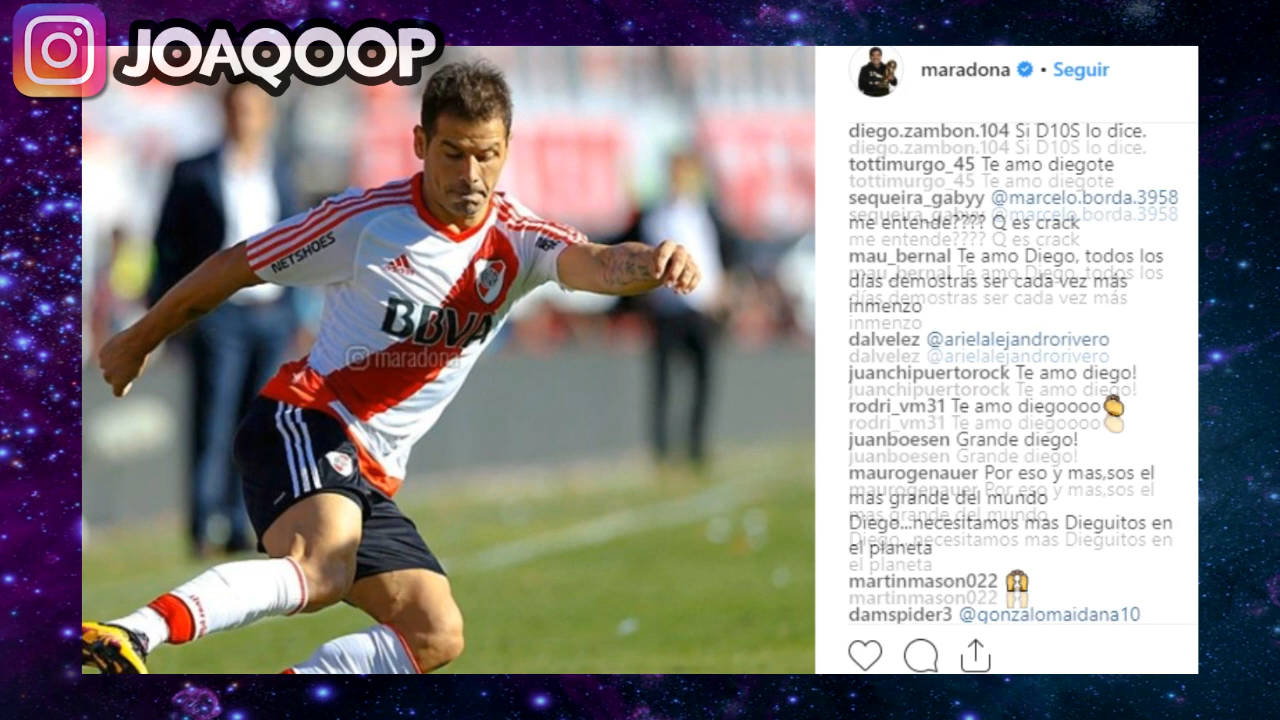 JOAQOOP
NETSHOES
BBVA
maradona
maradona • Seguir
diego.zambon.104 Si D10S lo dice.
tottimurgo_45 Te amo diegote
sequeira_gabyy @marcelo.borda.3958
me entende???? Q es crack
mau_bernal Te amo Diego, todos los
días demostras ser cada vez más
inmenzo
dalvelez @arielalejandrorivero
juanchipuertorock Te amo diego!
rodri_vm31 Te amo diegoooo👏
juanboesen Grande diego!
maurogenauer Por eso y mas,sos el
mas grande del mundo
Diego...necesitamos mas Dieguitos en
el planeta
martinmason022 🙌
damspider3 @gonzalomaidana10